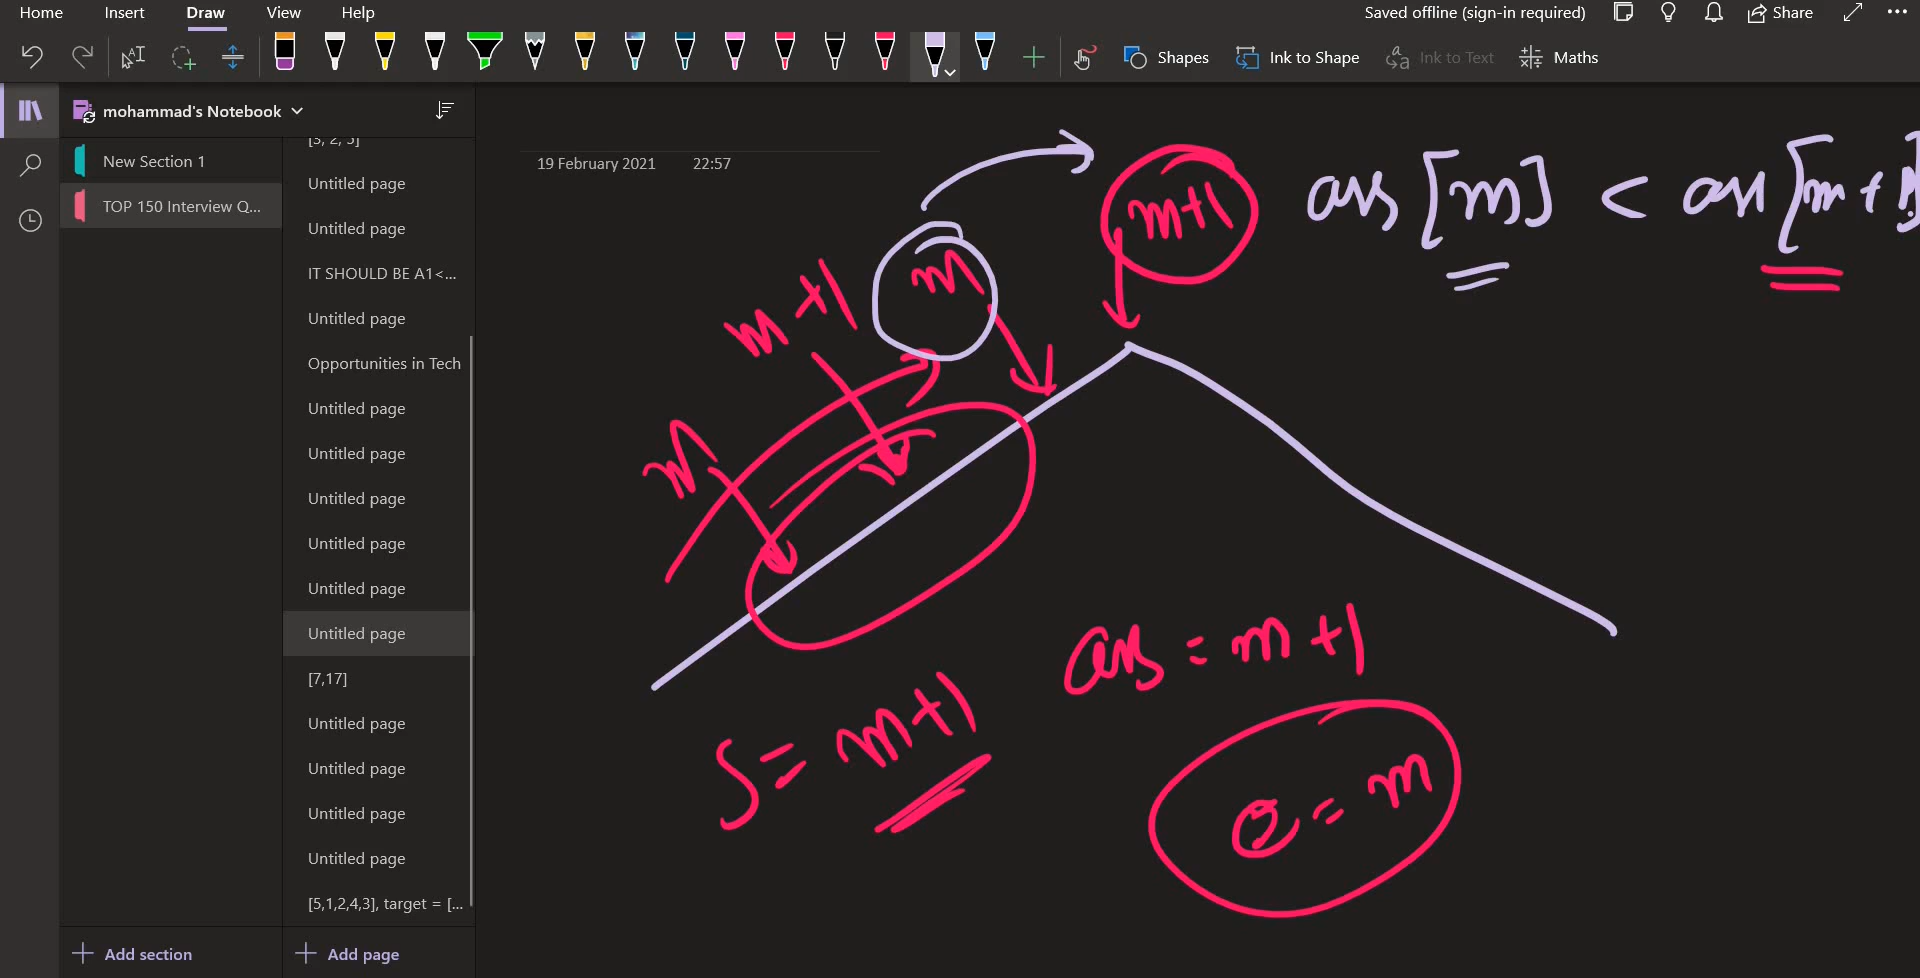 Home Insert Draw View Help Saved offline (sign-in required) Share
Shapes Ink to Shape Ink to Text Maths
mohammad's Notebook
New Section 1
TOP 150 Interview Q...
[3, 2, 5]
Untitled page
Untitled page
IT SHOULD BE A1<...
Untitled page
Opportunities in Tech
Untitled page
Untitled page
Untitled page
Untitled page
Untitled page
Untitled page
[7,17]
Untitled page
Untitled page
Untitled page
Untitled page
[5,1,2,4,3], target = [...
Add section
Add page
19 February 2021 22:57
m+1
m
m+1
m
ans = m+1
S = m+1
e = m